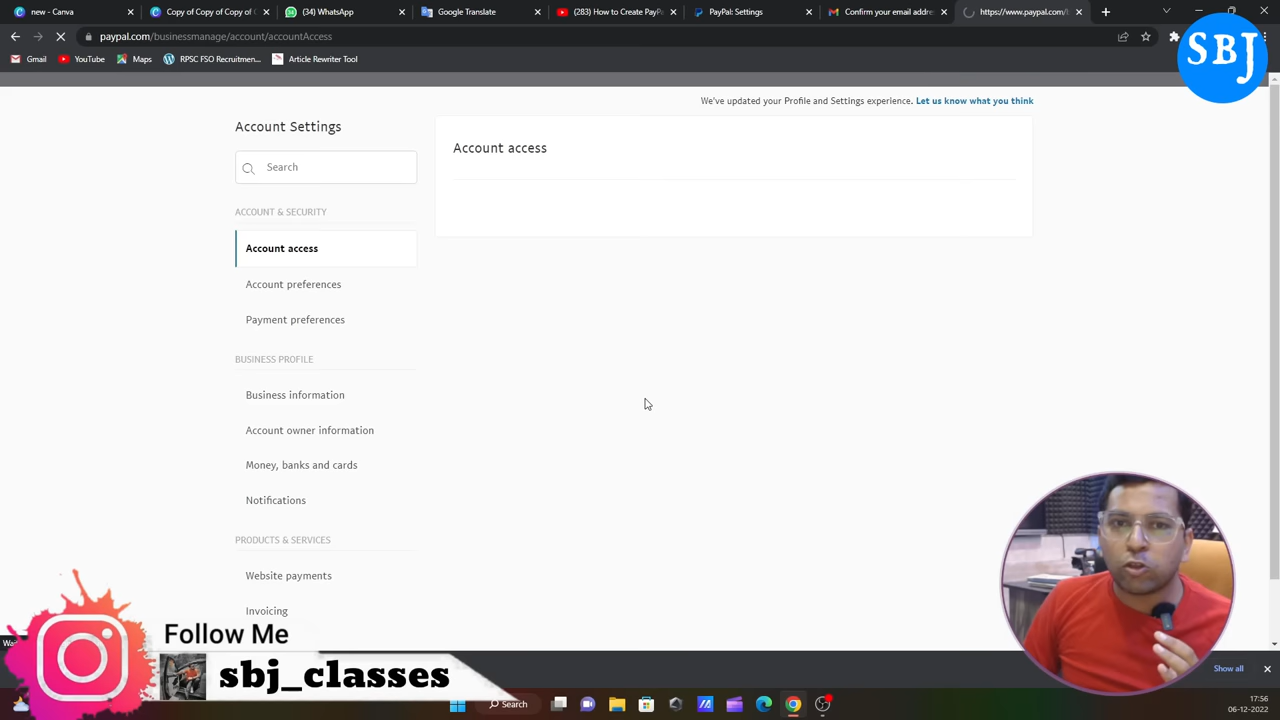 new - Canva
Copy of Copy of Copy of
(34) WhatsApp
Google Translate
(283) How to Create PayPa
PayPal: Settings
Confirm your email addre
https://www.paypal.com/
paypal.com/businessmanage/account/accountAccess
Gmail
YouTube
Maps
RPSC FSO Recruitmen...
Article Rewriter Tool
SBJ
We've updated your Profile and Settings experience. Let us know what you think
Account Settings
Search
ACCOUNT & SECURITY
Account access
Account preferences
Payment preferences
BUSINESS PROFILE
Business information
Account owner information
Money, banks and cards
Notifications
PRODUCTS & SERVICES
Website payments
Invoicing
Account access
Follow Me
sbj_classes
Show all
Search
17:56
06-12-2022